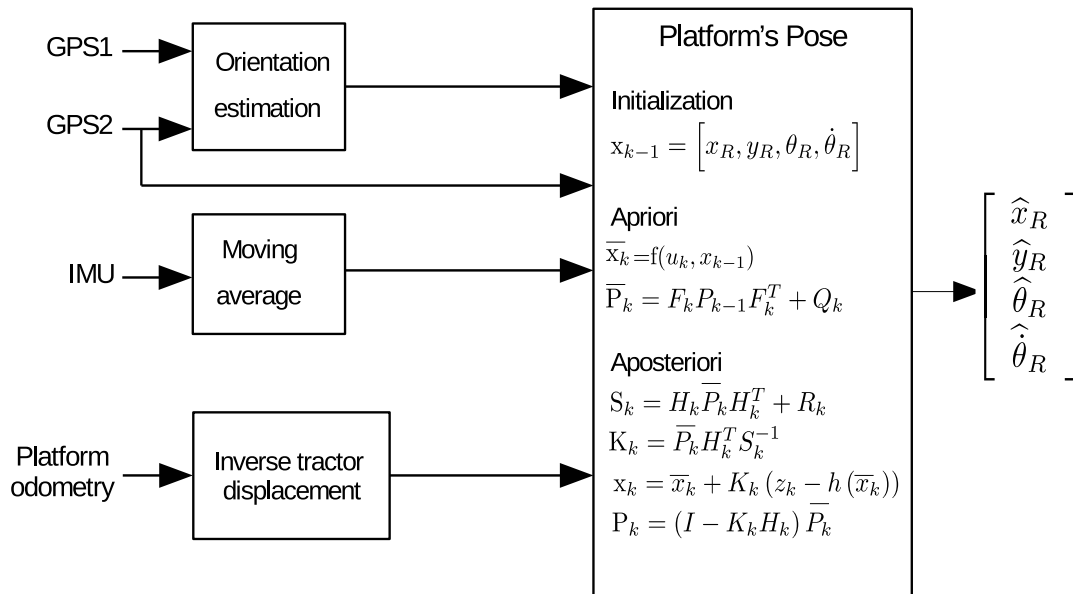 GPS1
GPS2
Orientation
estimation
IMU
Moving
average
Platform
odometry
Inverse tractor
displacement
Platform's Pose
Initialization
x_{k−1} = [x_R, y_R, θ_R, θ̇_R]
Apriori
x̅_k=f(u_k, x_{k−1})
P̅_k = F_k P_{k−1} F_k^T + Q_k
Aposteriori
S_k = H_k P̅_k H_k^T + R_k
K_k = P̅_k H_k^T S_k^{−1}
x_k = x̅_k + K_k (z_k − h (x̅_k))
P_k = (I − K_k H_k) P̅_k
x̂_R
ŷ_R
θ̂_R
θ̇̂_R